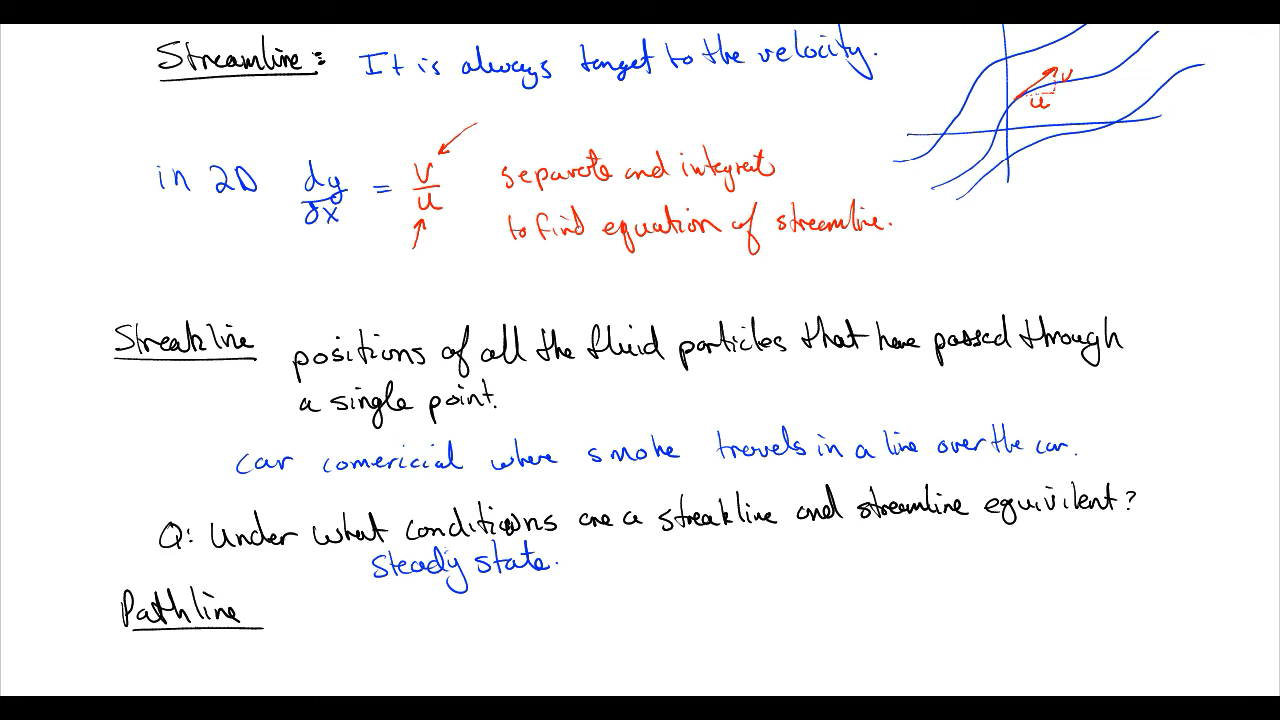 Streamline: It is always tanget to the velocity.
v
u
in 2D dy/dx = v/u separate and integrate
to find equation of streamline.
Streakline positions of all the fluid particles that have passed through
a single point.
car comericial where smoke travels in a line over the car.
Q: Under what conditions are a streakline and streamline equivilent?
steady state.
Pathline